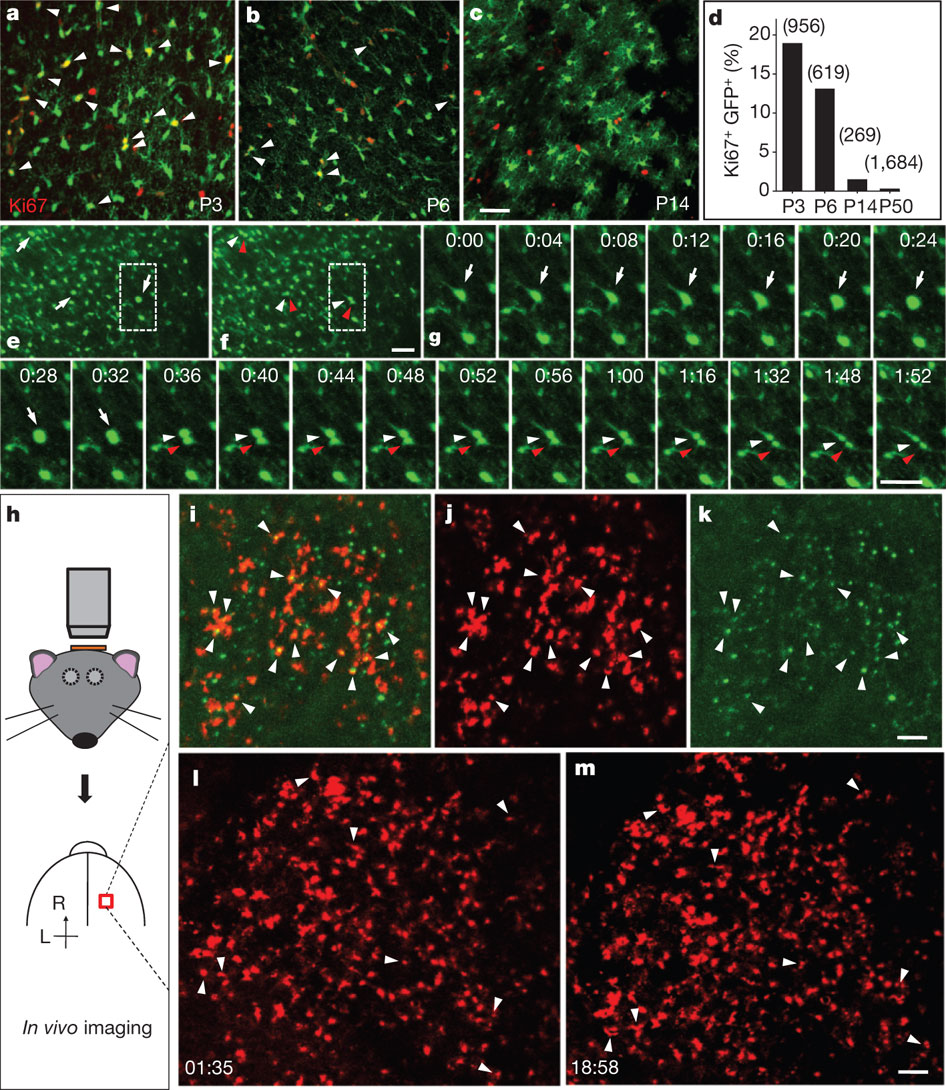 a
Ki67
P3
b
P6
c
P14
d
Ki67+ GFP+ (%)
20
15
10
5
0
(956)
(619)
(269)
(1,684)
P3 P6 P14 P50
e
f
g
0:00 0:04 0:08 0:12 0:16 0:20 0:24
0:28 0:32 0:36 0:40 0:44 0:48 0:52 0:56 1:00 1:16 1:32 1:48 1:52
h
R
L
In vivo imaging
i
j
k
l
01:35
m
18:58